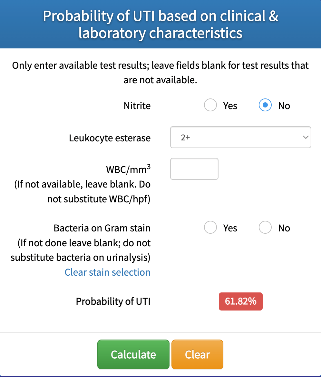 Probability of UTI based on clinical &
laboratory characteristics
Only enter available test results; leave fields blank for test results that
are not available.
Nitrite Yes No
Leukocyte esterase 2+
WBC/mm³
(If not available, leave blank. Do
not substitute WBC/hpf)
Bacteria on Gram stain Yes No
(If not done leave blank; do not
substitute bacteria on urinalysis)
Clear stain selection
Probability of UTI 61.82%
Calculate Clear